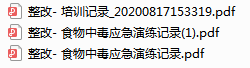 整改- 培训记录_20200817153319.pdf
整改- 食物中毒应急演练记录(1).pdf
整改- 食物中毒应急演练记录.pdf